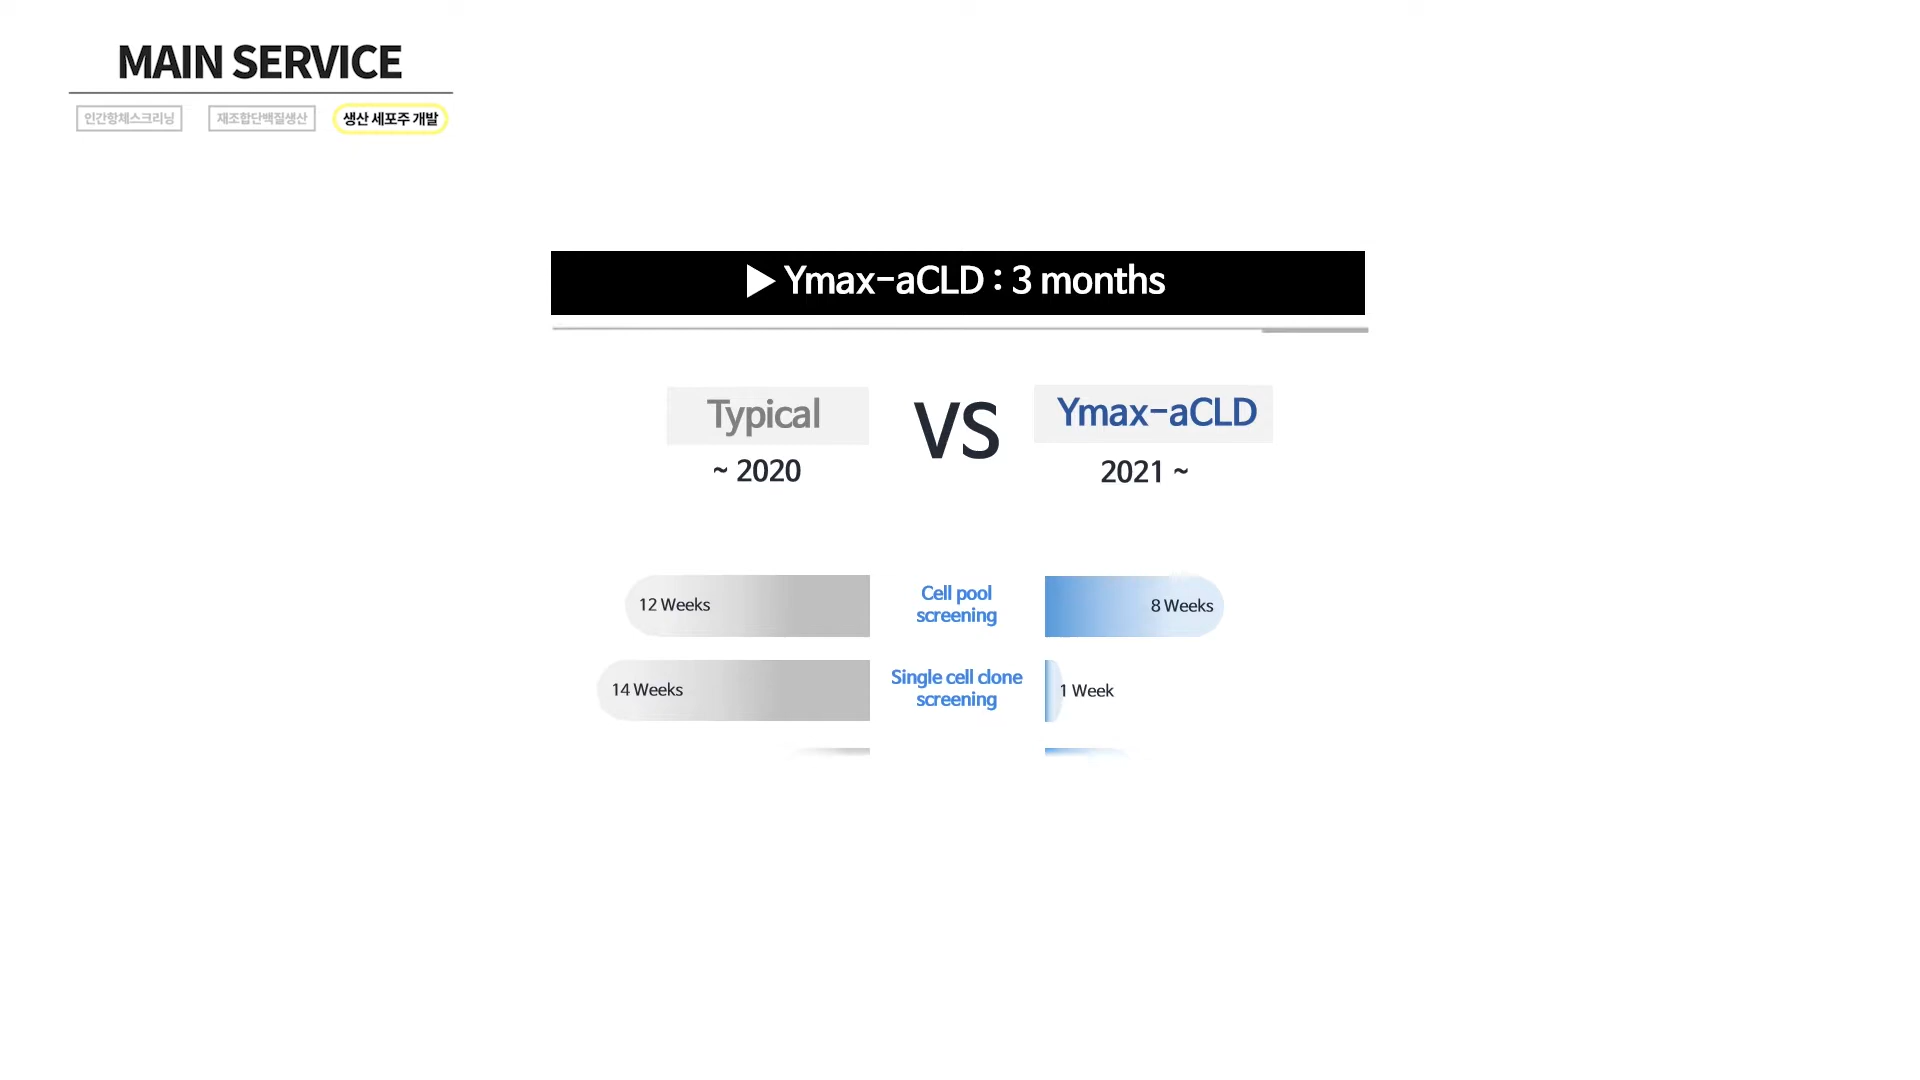 MAIN SERVICE
인간항체스크리닝 재조합단백질생산 생산 세포주 개발
▶ Ymax-aCLD : 3 months
Typical VS Ymax-aCLD
~ 2020 2021 ~
12 Weeks Cell pool screening 8 Weeks
14 Weeks Single cell clone screening 1 Week